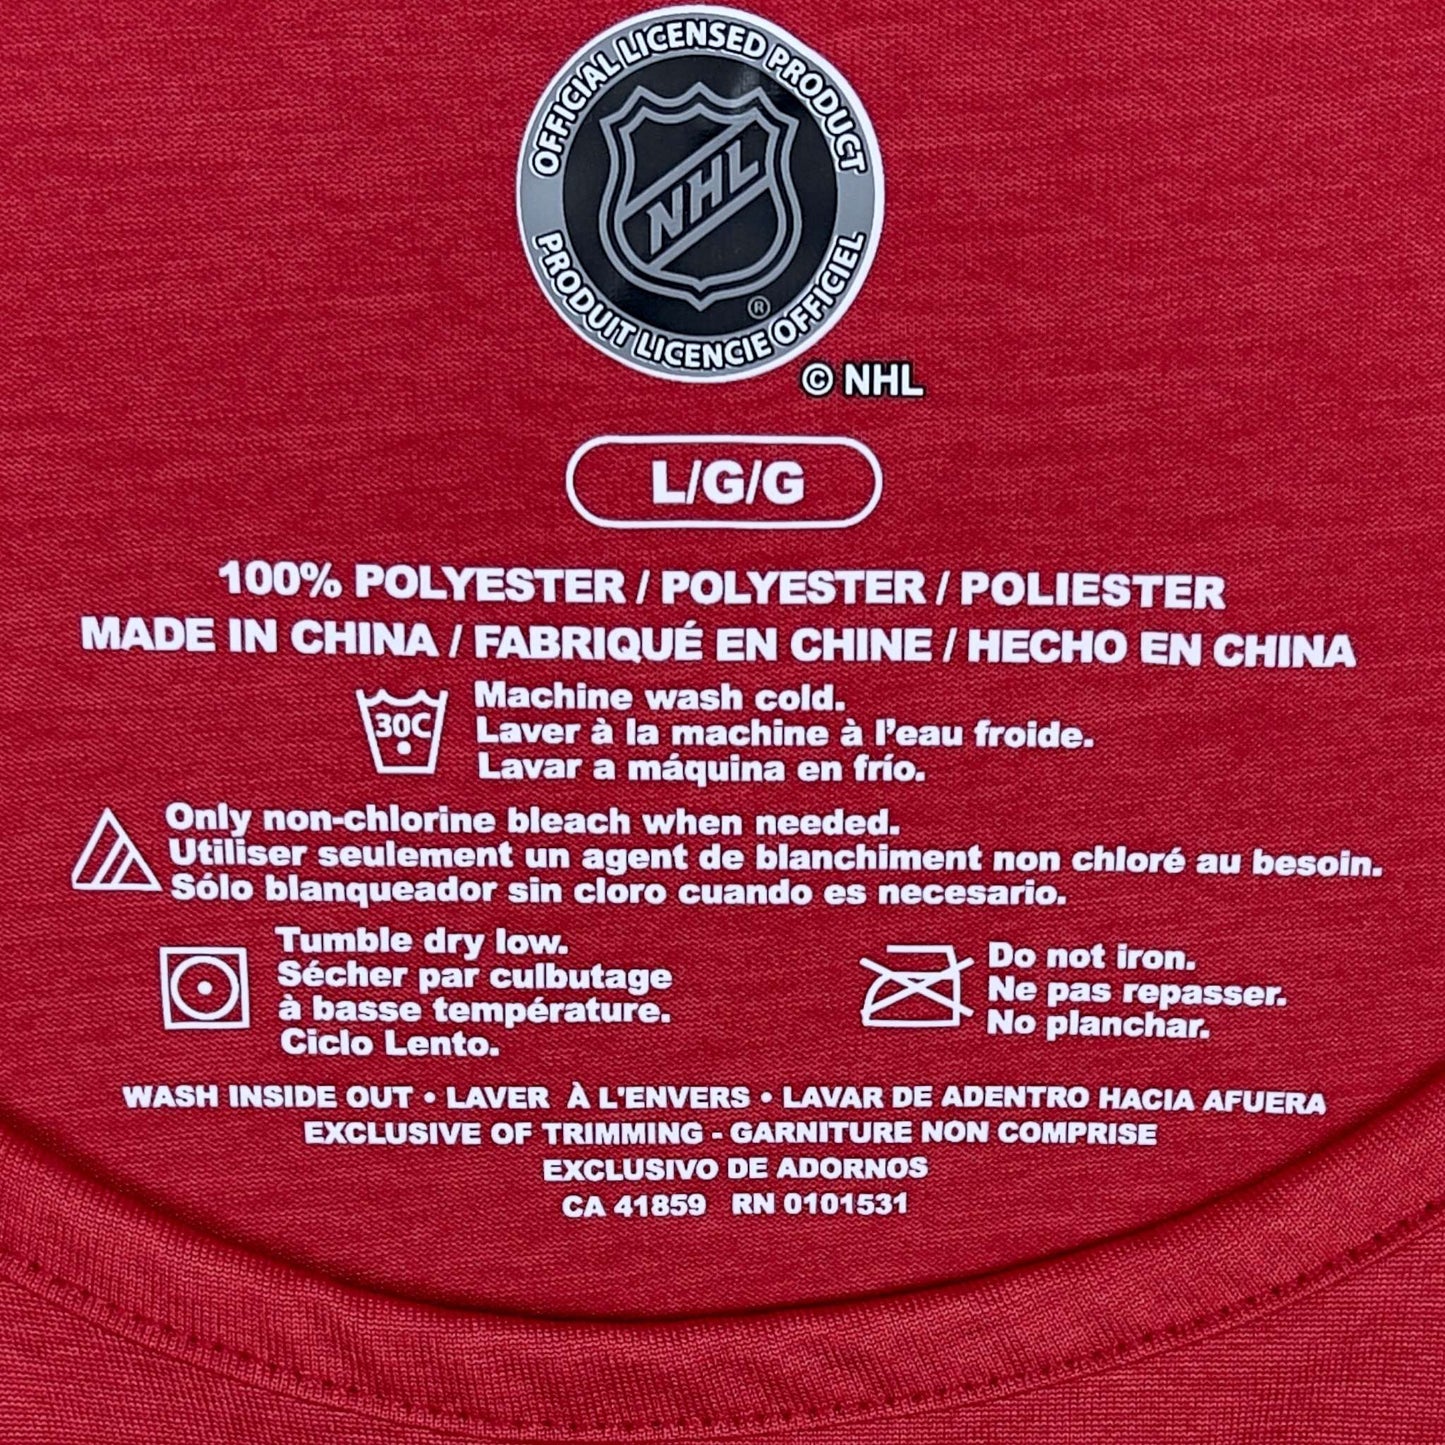 OFFICIAL LICENSED PRODUCT
NHL
®
PRODUIT LICENCIE OFFICIEL
© NHL
L/G/G
100% POLYESTER / POLYESTER / POLIESTER
MADE IN CHINA / FABRIQUÉ EN CHINE / HECHO EN CHINA
30C
Machine wash cold.
Laver à la machine à l'eau froide.
Lavar a máquina en frío.
Only non-chlorine bleach when needed.
Utiliser seulement un agent de blanchiment non chloré au besoin.
Sólo blanqueador sin cloro cuando es necesario.
Tumble dry low.
Sécher par culbutage
à basse température.
Ciclo Lento.
Do not iron.
Ne pas repasser.
No planchar.
WASH INSIDE OUT • LAVER À L'ENVERS • LAVAR DE ADENTRO HACIA AFUERA
EXCLUSIVE OF TRIMMING - GARNITURE NON COMPRISE
EXCLUSIVO DE ADORNOS
CA 41859 RN 0101531